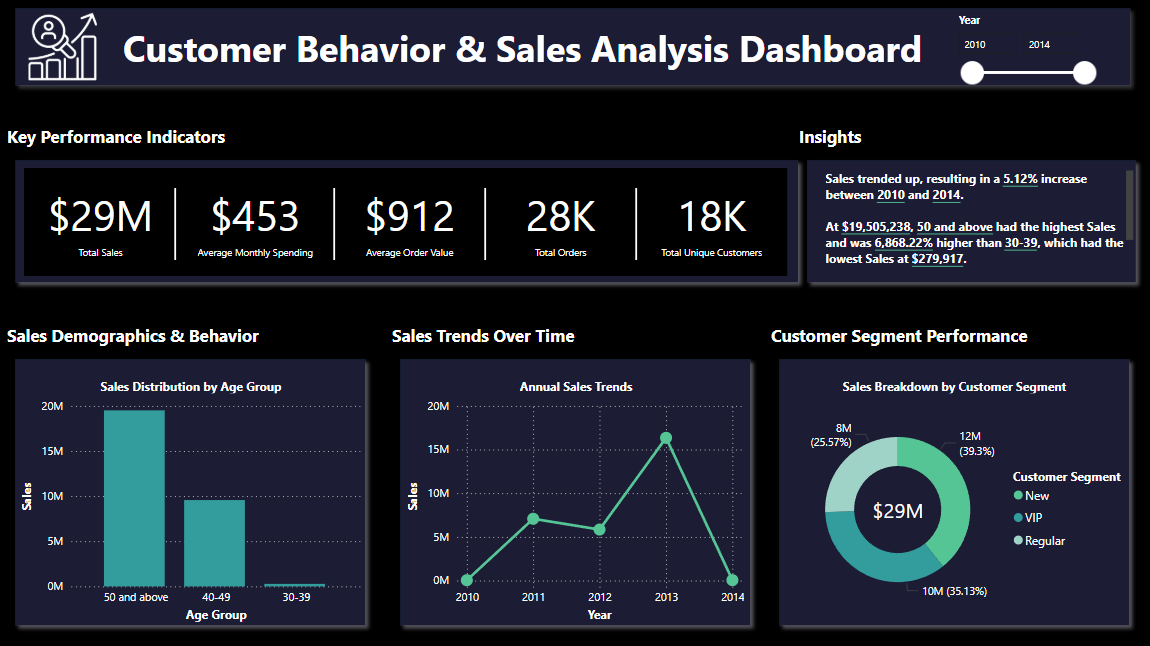 Customer Behavior & Sales Analysis Dashboard
Year
2010 2014
Key Performance Indicators
$29M
Total Sales
$453
Average Monthly Spending
$912
Average Order Value
28K
Total Orders
18K
Total Unique Customers
Insights
Sales trended up, resulting in a 5.12% increase
between 2010 and 2014.
At $19,505,238, 50 and above had the highest Sales
and was 6,868.22% higher than 30-39, which had the
lowest Sales at $279,917.
Sales Demographics & Behavior
Sales Distribution by Age Group
20M
15M
10M
5M
0M
Sales
50 and above 40-49 30-39
Age Group
Sales Trends Over Time
Annual Sales Trends
20M
15M
10M
5M
0M
Sales
2010 2011 2012 2013 2014
Year
Customer Segment Performance
Sales Breakdown by Customer Segment
8M
(25.57%)
12M
(39.3%)
$29M
10M (35.13%)
Customer Segment
New
VIP
Regular